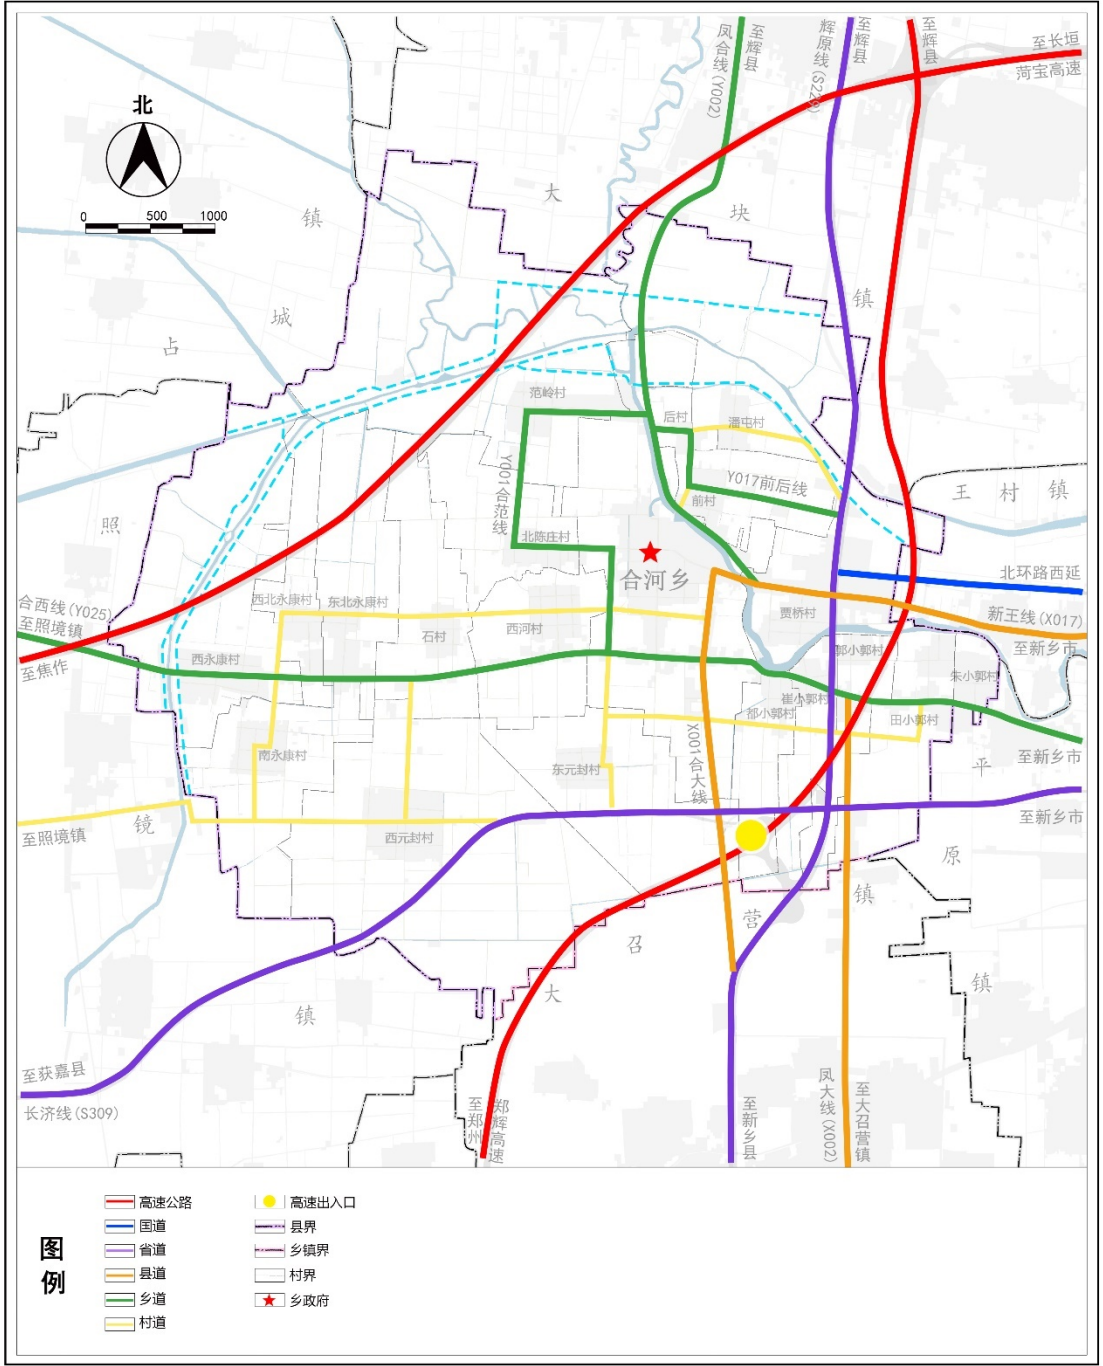 北
0 500 1000
凤合线(Y002)
至辉县
辉原线(S229)
至辉县
至辉县
至长垣
菏宝高速
镇
大
块
镇
城
占
照
范岭村
后村
潘屯村
Y017前后线
前村
Y001合范线
北陈庄村
王村镇
合河乡
北环路西延
新王线(X017)
至新乡市
合西线(Y025)
至照境镇
至焦作
西北永康村
东北永康村
石村
西河村
贾桥村
郭小郭村
朱小郭村
西永康村
崔小郭村
都小郭村
田小郭村
至新乡市
X001合大线
南永康村
东元封村
平
至新乡市
至照境镇
镜
西元封村
原
镇
营
召
大
镇
镇
至获嘉县
长济线(S309)
至郑州
郑辉高速
至新乡县
凤大线(X002)
至大召营镇
图例
高速公路
国道
省道
县道
乡道
村道
高速出入口
县界
乡镇界
村界
乡政府